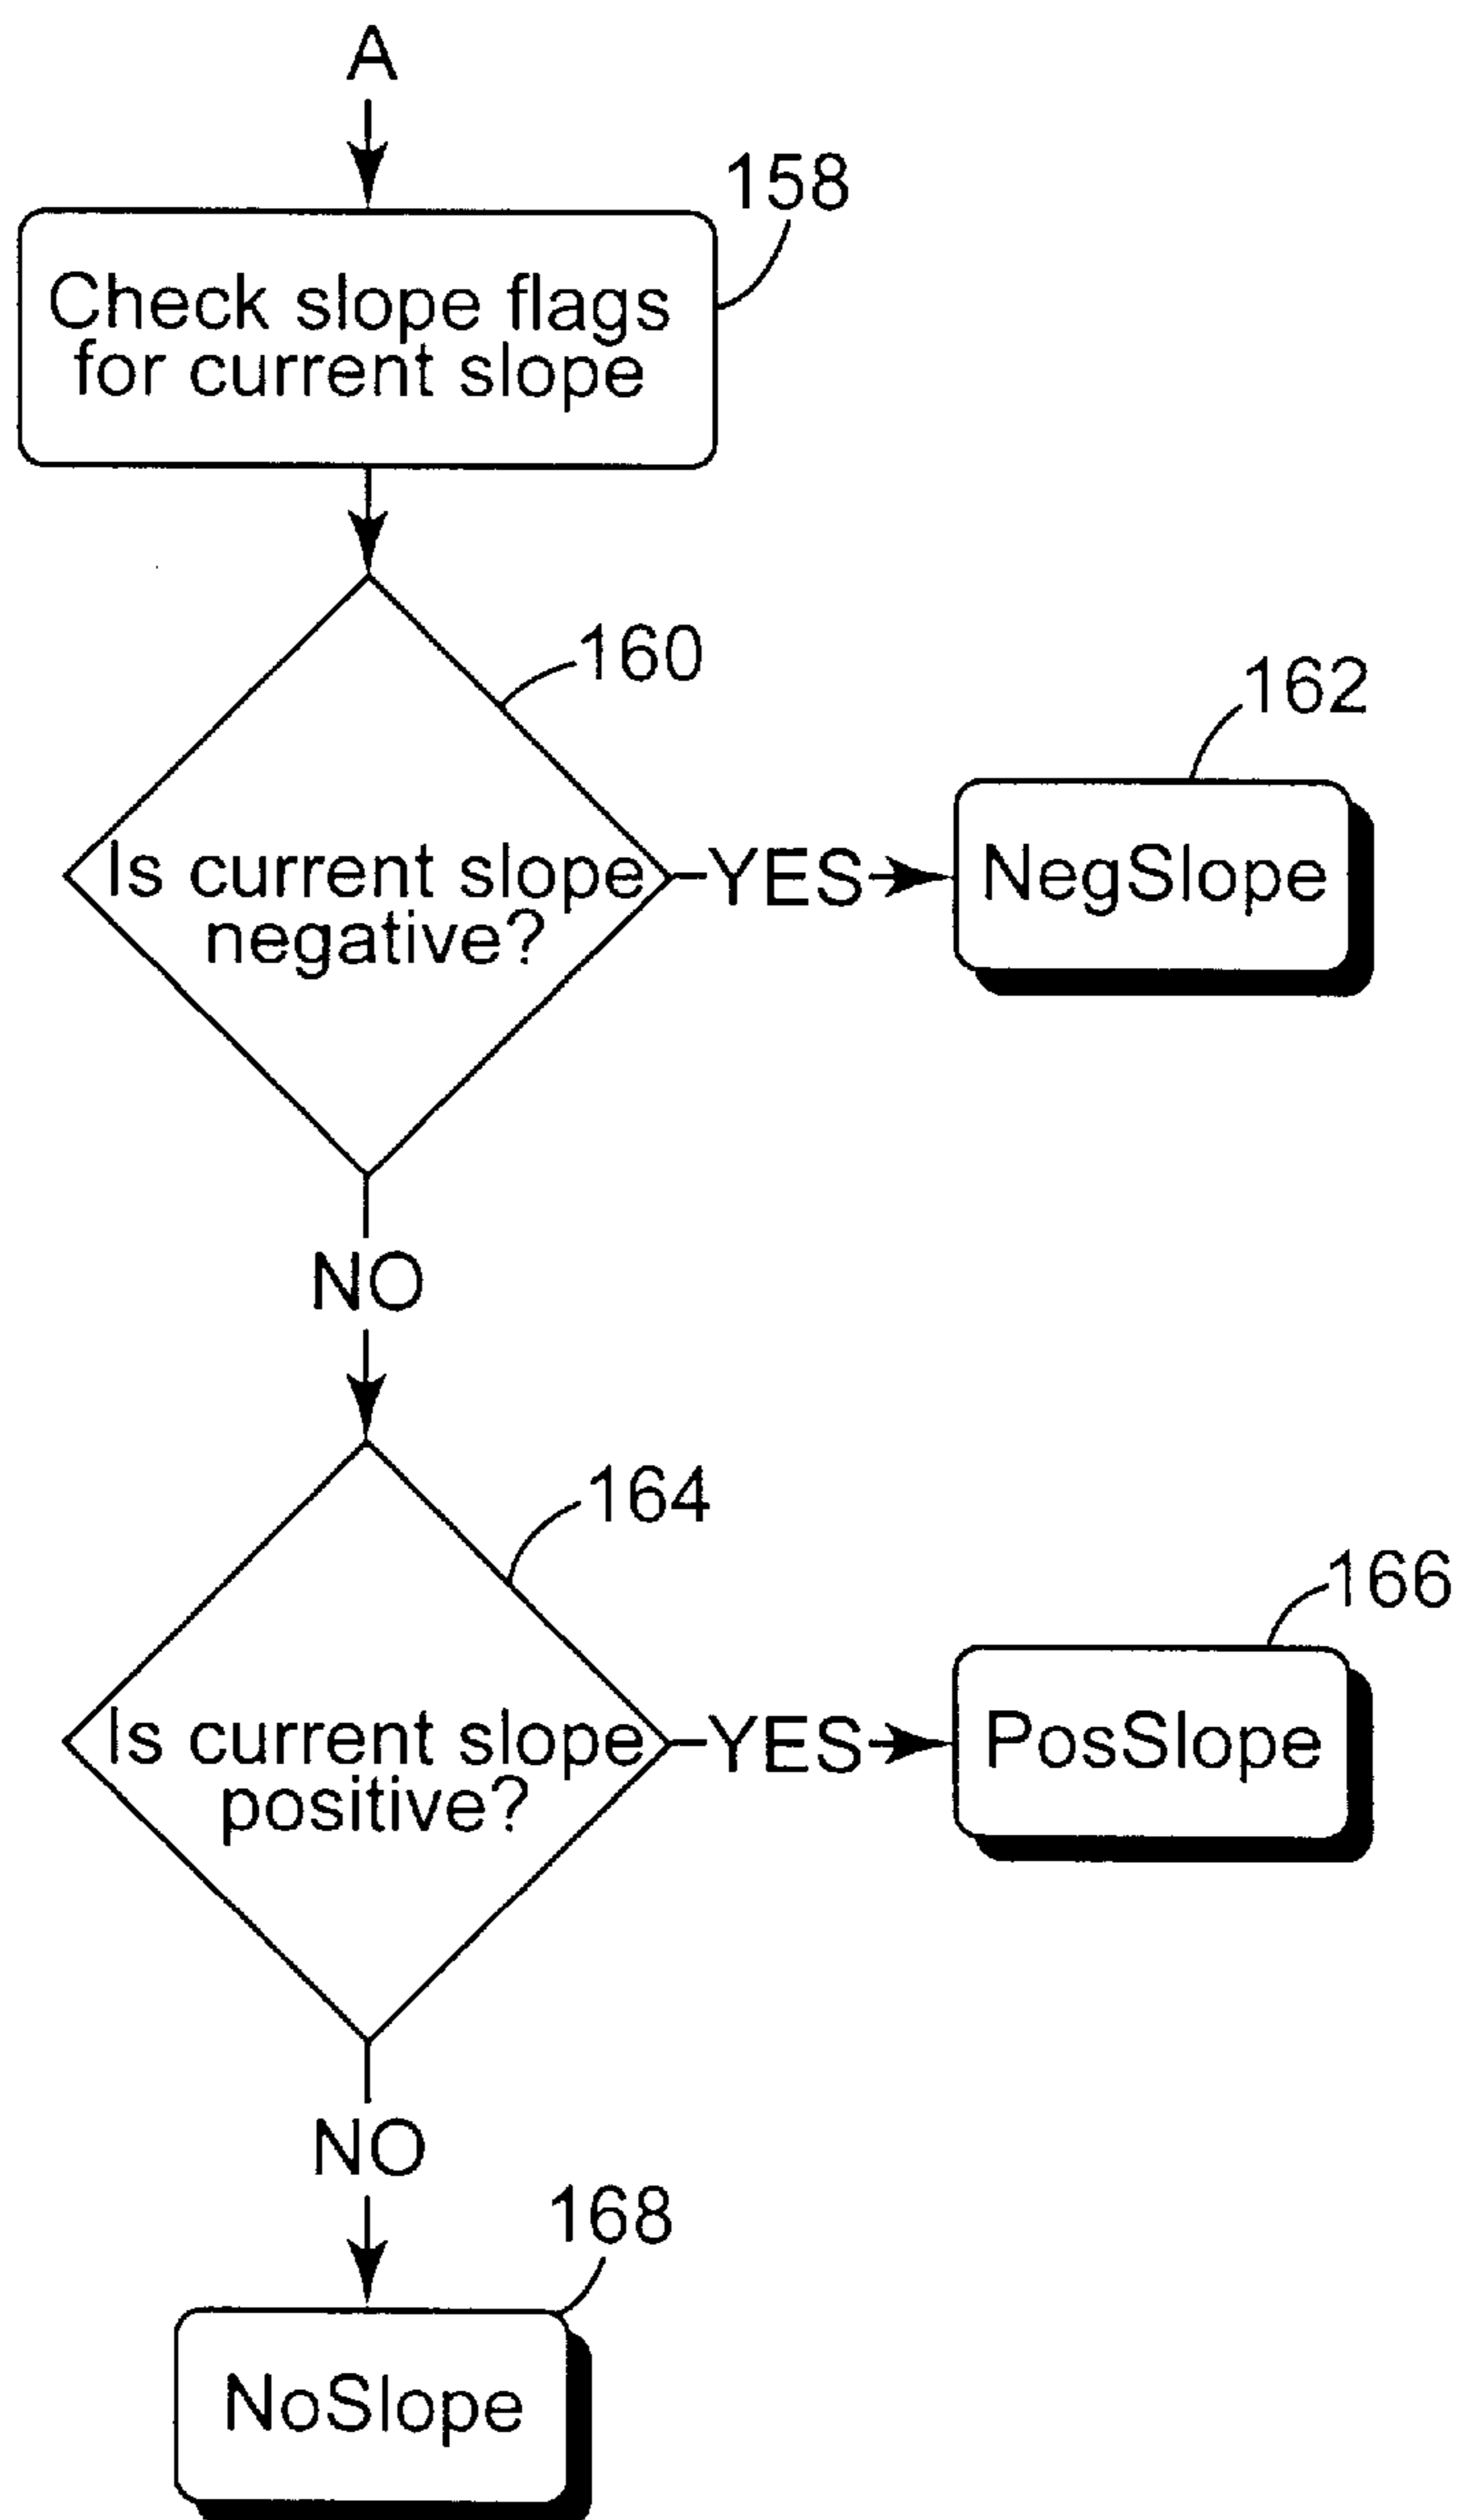 A
158
Check slope flags
for current slope
160
162
Is current slope
negative?
YES
NegSlope
NO
164
166
Is current slope
positive?
YES
PosSlope
NO
168
NoSlope